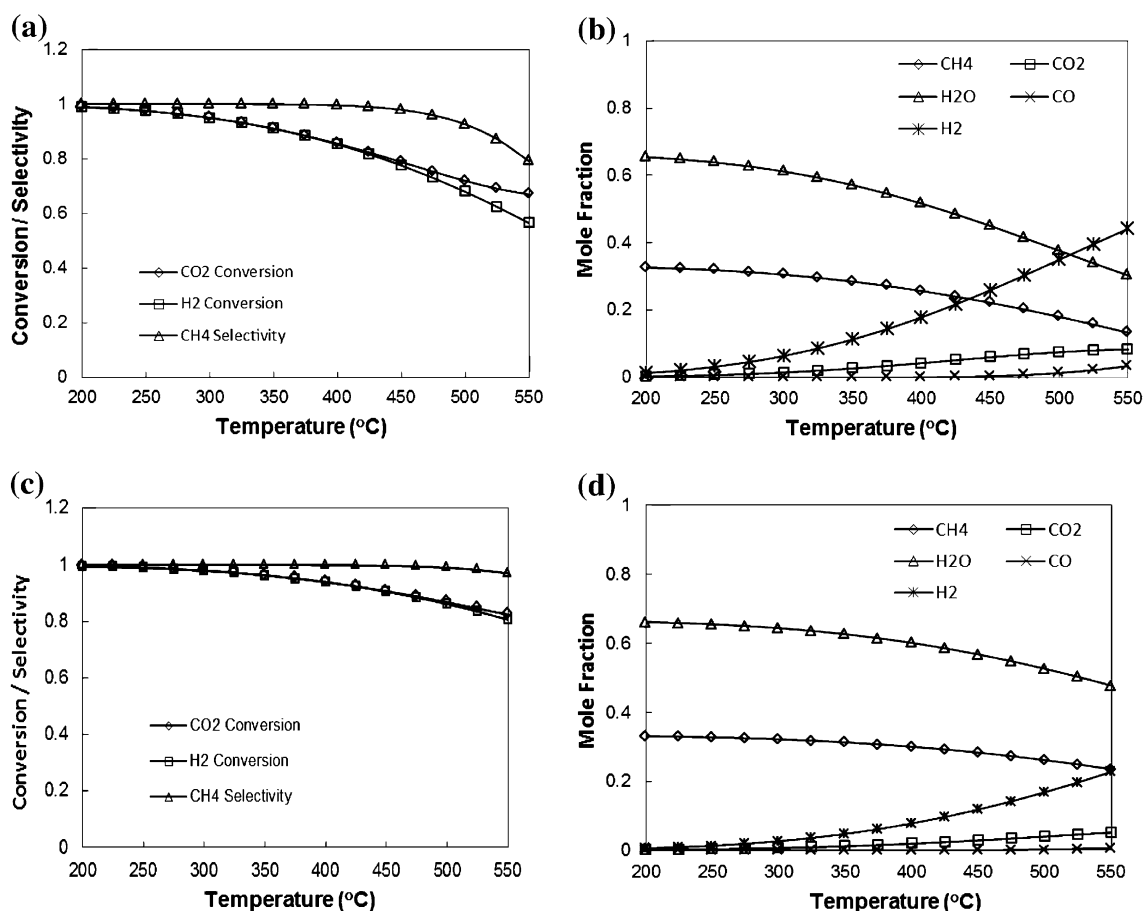 (a)
1.2
1
0.8
0.6
0.4
0.2
0
Conversion / Selectivity
CO2 Conversion
H2 Conversion
CH4 Selectivity
200 250 300 350 400 450 500 550
Temperature (oC)
(b)
1
0.8
0.6
0.4
0.2
0
Mole Fraction
CH4 CO2
H2O CO
H2
200 250 300 350 400 450 500 550
Temperature (oC)
(c)
1.2
1
0.8
0.6
0.4
0.2
0
Conversion / Selectivity
CO2 Conversion
H2 Conversion
CH4 Selectivity
200 250 300 350 400 450 500 550
Temperature (oC)
(d)
1
0.8
0.6
0.4
0.2
0
Mole Fraction
CH4 CO2
H2O CO
H2
200 250 300 350 400 450 500 550
Temperature (oC)